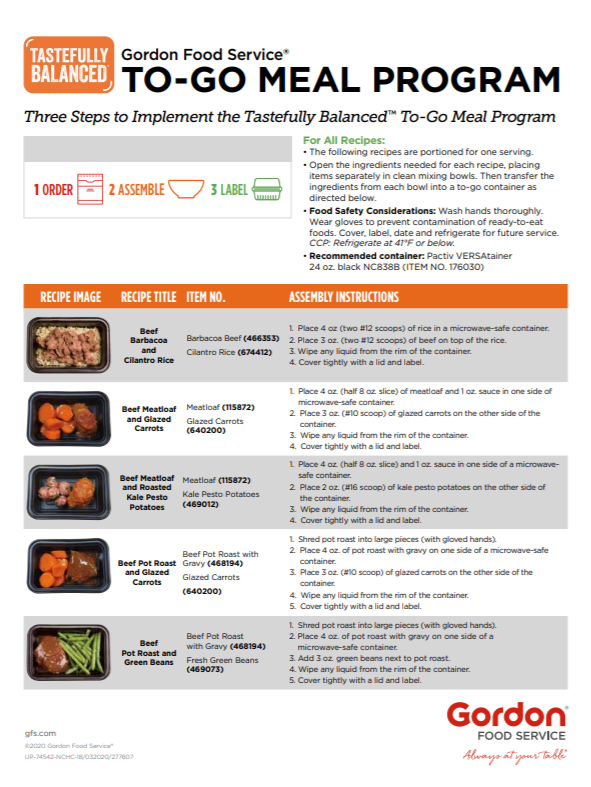 TASTEFULLY
BALANCED
Gordon Food Service®
TO-GO MEAL PROGRAM
Three Steps to Implement the Tastefully Balanced™ To-Go Meal Program
1 ORDER
2 ASSEMBLE
3 LABEL
For All Recipes:
• The following recipes are portioned for one serving.
• Open the ingredients needed for each recipe, placing
items separately in clean mixing bowls. Then transfer the
ingredients from each bowl into a to-go container as
directed below.
• Food Safety Considerations: Wash hands thoroughly.
Wear gloves to prevent contamination of ready-to-eat
foods. Cover, label, date and refrigerate for future service.
CCP: Refrigerate at 41°F or below.
• Recommended container: Pactiv VERSAtainer
24 oz. black NC838B (ITEM NO. 176030)
RECIPE IMAGE RECIPE TITLE ITEM NO. ASSEMBLY INSTRUCTIONS
Beef
Barbacoa
and
Cilantro Rice
Barbacoa Beef (466353)
Cilantro Rice (674412)
1. Place 4 oz (two #12 scoops) of rice in a microwave-safe container.
2. Place 3 oz. (two #12 scoops) of beef on top of the rice.
3. Wipe any liquid from the rim of the container.
4. Cover tightly with a lid and label.
Beef Meatloaf
and Glazed
Carrots
Meatloaf (115872)
Glazed Carrots
(640200)
1. Place 4 oz. (half 8 oz. slice) of meatloaf and 1 oz. sauce in one side of
microwave-safe container.
2. Place 3 oz. (#10 scoop) of glazed carrots on the other side of the
container.
3. Wipe any liquid from the rim of the container.
4. Cover tightly with a lid and label.
Beef Meatloaf
and Roasted
Kale Pesto
Potatoes
Meatloaf (115872)
Kale Pesto Potatoes
(469012)
1. Place 4 oz. (half 8 oz. slice) and 1 oz. sauce in one side of a microwave-
safe container.
2. Place 2 oz. (#16 scoop) of kale pesto potatoes on the other side of
the container.
3. Wipe any liquid from the rim of the container.
4. Cover tightly with a lid and label.
Beef Pot Roast
and Glazed
Carrots
Beef Pot Roast with
Gravy (468194)
Glazed Carrots
(640200)
1. Shred pot roast into large pieces (with gloved hands).
2. Place 4 oz. of pot roast with gravy on one side of a microwave-safe
container.
3. Place 3 oz. (#10 scoop) of glazed carrots on the other side of the
container.
4. Wipe any liquid from the rim of the container.
5. Cover tightly with a lid and label.
Beef
Pot Roast and
Green Beans
Beef Pot Roast
with Gravy (468194)
Fresh Green Beans
(469073)
1. Shred pot roast into large pieces (with gloved hands).
2. Place 4 oz. of pot roast with gravy on one side of a
microwave-safe container.
3. Add 3 oz. green beans next to pot roast.
4. Wipe any liquid from the rim of the container.
5. Cover tightly with a lid and label.
gfs.com
©2020 Gordon Food Service®
UP-74542-NCHC-18/032020/277607
Gordon®
FOOD SERVICE
Always at your table®